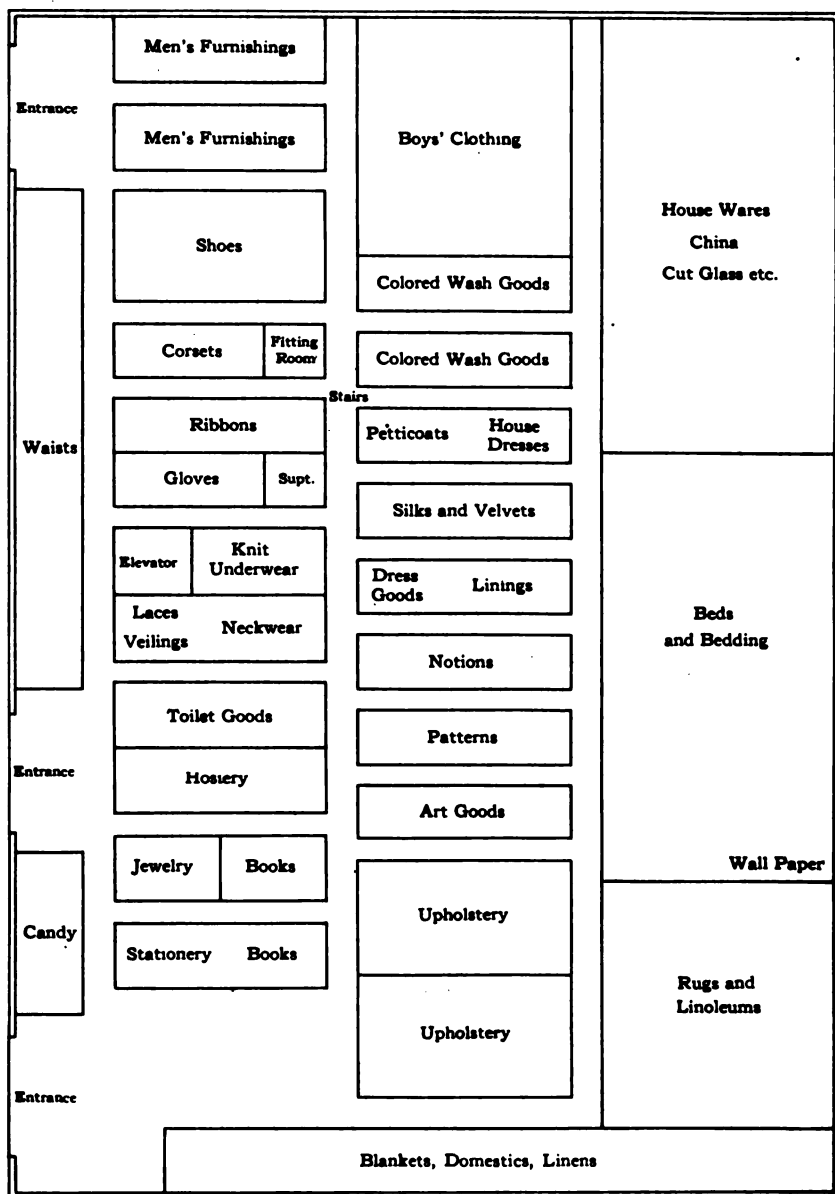 Men's Furnishings
Entrance
Men's Furnishings
Boys' Clothing
House Wares
China
Cut Glass etc.
Shoes
Colored Wash Goods
Corsets
Fitting
Room
Colored Wash Goods
Stairs
Waists
Ribbons
Gloves
Supt.
Petticoats
House
Dresses
Silks and Velvets
Elevator
Knit
Underwear
Laces
Veilings
Neckwear
Dress
Goods
Linings
Beds
and Bedding
Notions
Toilet Goods
Patterns
Entrance
Hosiery
Art Goods
Jewelry
Books
Wall Paper
Candy
Stationery
Books
Upholstery
Rugs and
Linoleums
Upholstery
Entrance
Blankets, Domestics, Linens